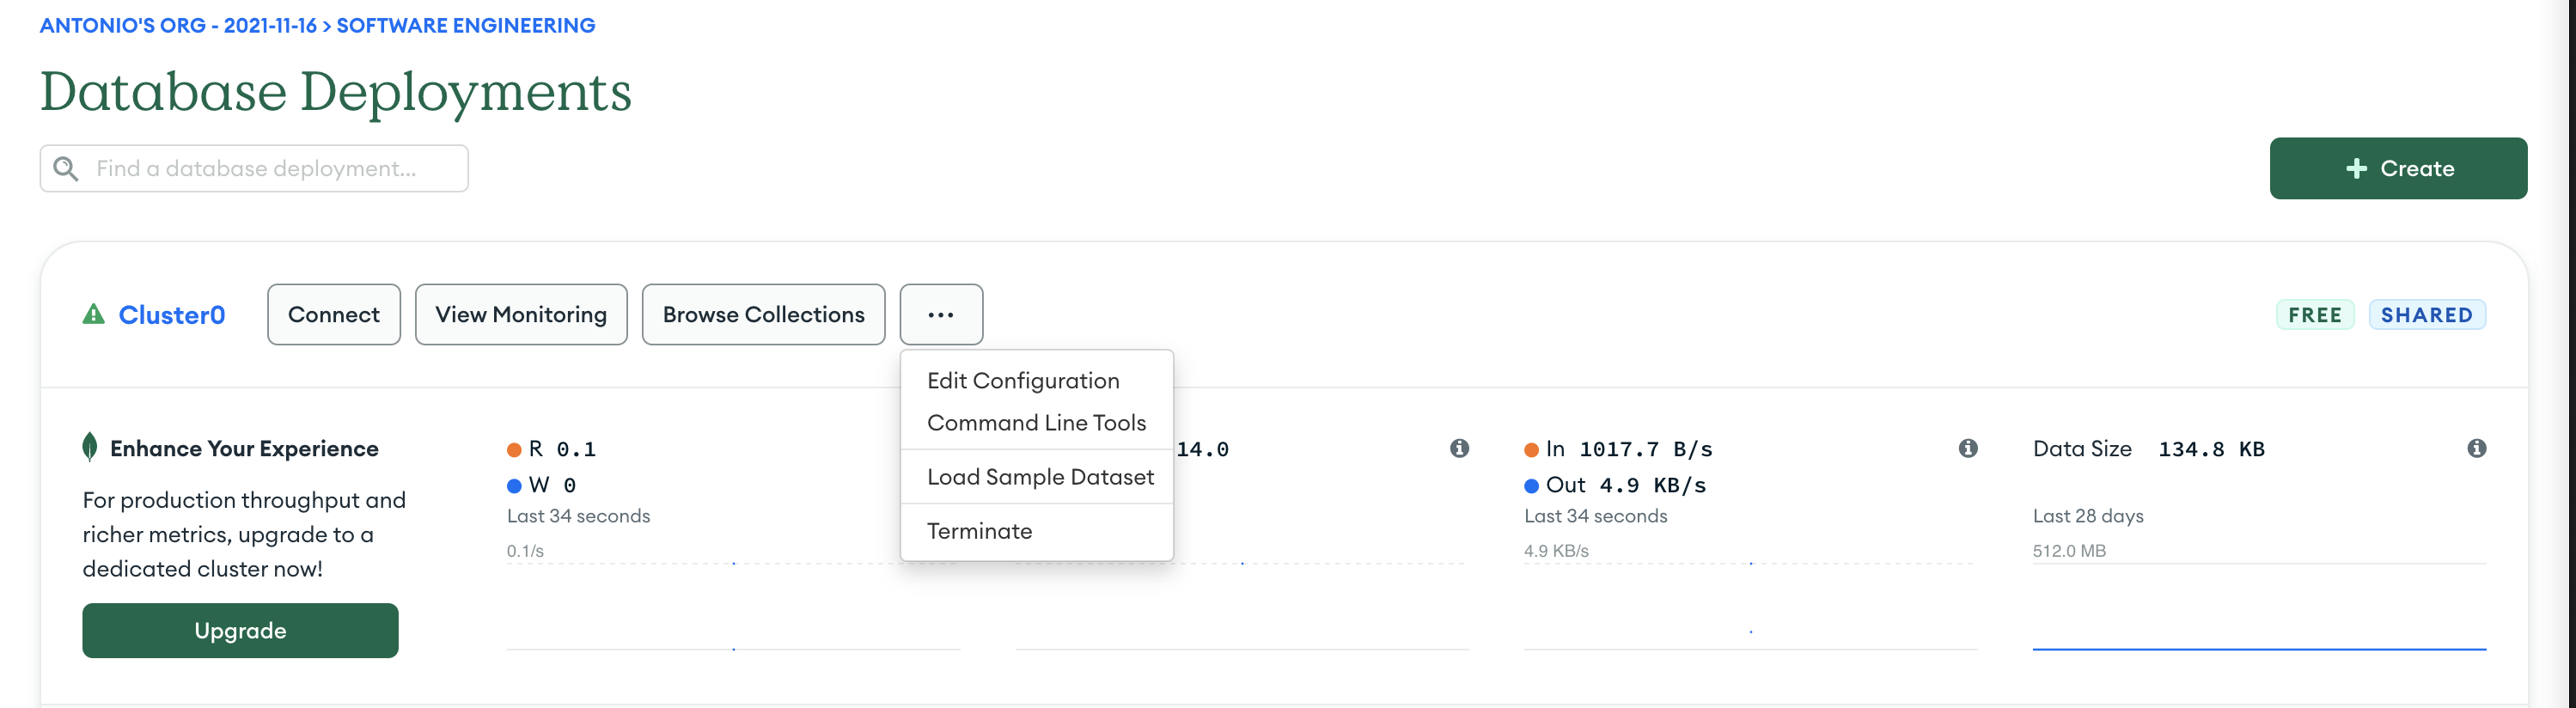 ANTONIO'S ORG - 2021-11-16 > SOFTWARE ENGINEERING
Database Deployments
Find a database deployment...
Create
Cluster0
Connect
View Monitoring
Browse Collections
...
FREE
SHARED
Edit Configuration
Command Line Tools
Load Sample Dataset
Terminate
Enhance Your Experience
For production throughput and
richer metrics, upgrade to a
dedicated cluster now!
Upgrade
R 0.1
W 0
Last 34 seconds
0.1/s
14.0
In 1017.7 B/s
Out 4.9 KB/s
Last 34 seconds
4.9 KB/s
Data Size 134.8 KB
Last 28 days
512.0 MB